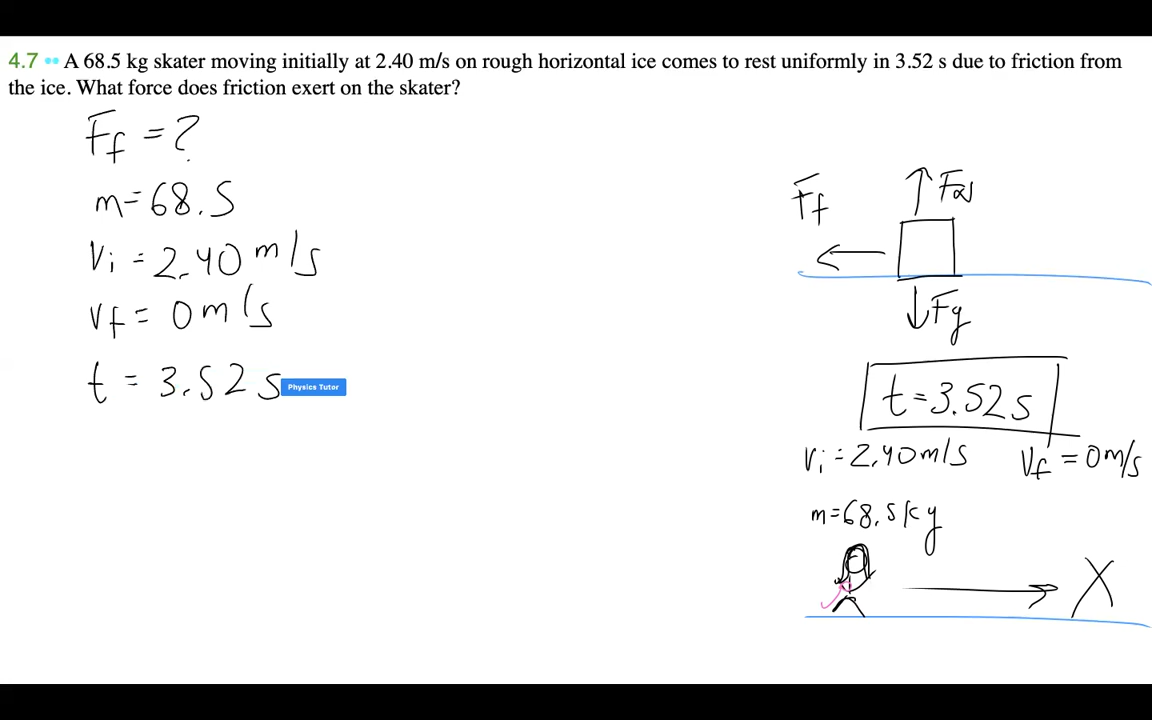 4.7 •• A 68.5 kg skater moving initially at 2.40 m/s on rough horizontal ice comes to rest uniformly in 3.52 s due to friction from
the ice. What force does friction exert on the skater?
Ff = ?
m = 68.5
Vi = 2.40 m/s
Vf = 0 m/s
t = 3.52 s
Physics Tutor
Ff
FN
Fg
t = 3.52 s
Vi = 2.40 m/s
Vf = 0 m/s
m = 68.5 kg
X